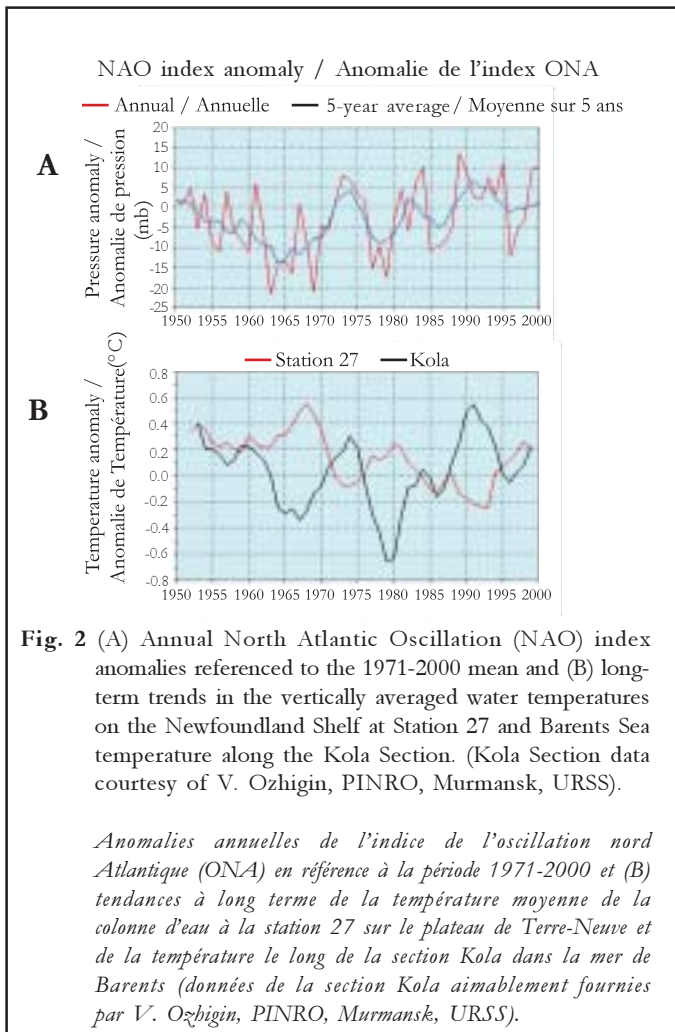 NAO index anomaly / Anomalie de l'index ONA
Annual / Annuelle 5-year average / Moyenne sur 5 ans
A
Pressure anomaly /
Anomalie de pression
(mb)
20
15
10
5
0
-5
-10
-15
-20
-25
1950 1955 1960 1965 1970 1975 1980 1985 1990 1995 2000
Station 27 Kola
B
Temperature anomaly /
Anomalie de Température(°C)
0.8
0.6
0.4
0.2
0.0
-0.2
-0.4
-0.6
-0.8
1950 1955 1960 1965 1970 1975 1980 1985 1990 1995 2000
Fig. 2 (A) Annual North Atlantic Oscillation (NAO) index
anomalies referenced to the 1971-2000 mean and (B) long-
term trends in the vertically averaged water temperatures
on the Newfoundland Shelf at Station 27 and Barents Sea
temperature along the Kola Section. (Kola Section data
courtesy of V. Ozhigin, PINRO, Murmansk, URSS).
Anomalies annuelles de l'indice de l'oscillation nord
Atlantique (ONA) en référence à la période 1971-2000 et (B)
tendances à long terme de la température moyenne de la
colonne d'eau à la station 27 sur le plateau de Terre-Neuve et
de la température le long de la section Kola dans la mer de
Barents (données de la section Kola aimablement fournies
par V. Ozhigin, PINRO, Murmansk, URSS).